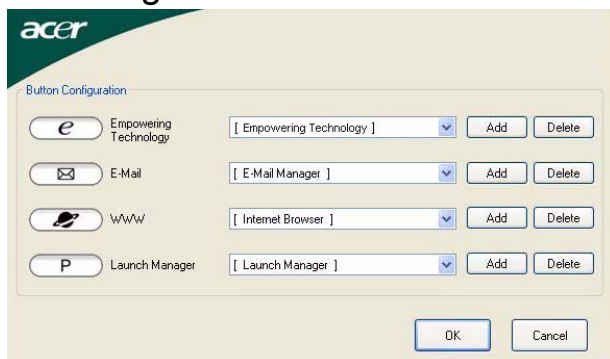 acer
Button Configuration
e Empowering Technology [ Empowering Technology ] Add Delete
E-Mail [ E-Mail Manager ] Add Delete
WWW [ Internet Browser ] Add Delete
P Launch Manager [ Launch Manager ] Add Delete
OK Cancel